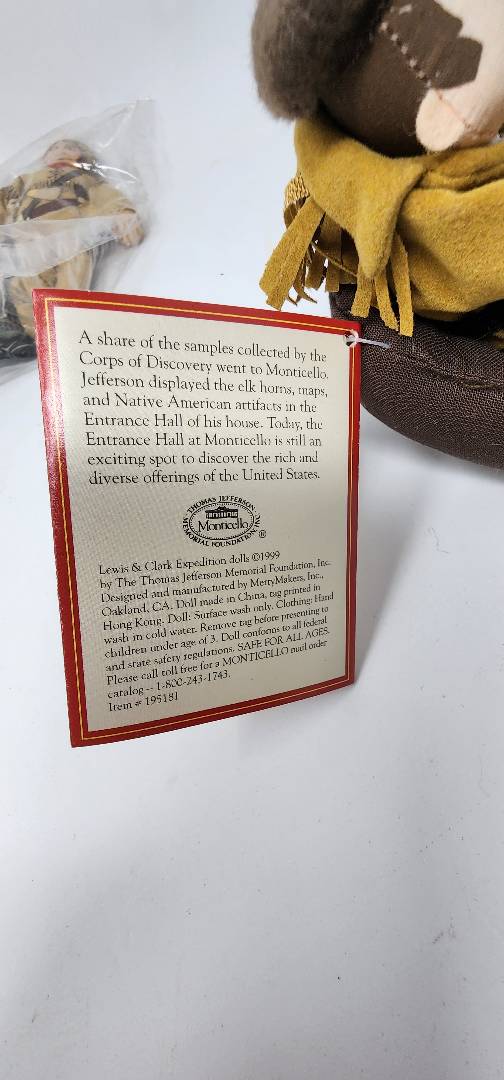 A share of the samples collected by the
Corps of Discovery went to Monticello.
Jefferson displayed the elk horns, maps,
and Native American artifacts in the
Entrance Hall of his house. Today, the
Entrance Hall at Monticello is still an
exciting spot to discover the rich and
diverse offerings of the United States.
THOMAS JEFFERSON
Monticello
MEMORIAL FOUNDATION, INC.
®
Lewis & Clark Expedition dolls ©1999
by The Thomas Jefferson Memorial Foundation, Inc.
Designed and manufactured by MerryMakers, Inc.,
Oakland, CA. Doll made in China, tag printed in
Hong Kong. Doll: Surface wash only. Clothing: Hand
wash in cold water. Remove tag before presenting to
children under age of 3. Doll conforms to all federal
and state safety regulations. SAFE FOR ALL AGES.
Please call toll free for a MONTICELLO mail order
catalog -- 1-800-243-1743.
Item # 195181